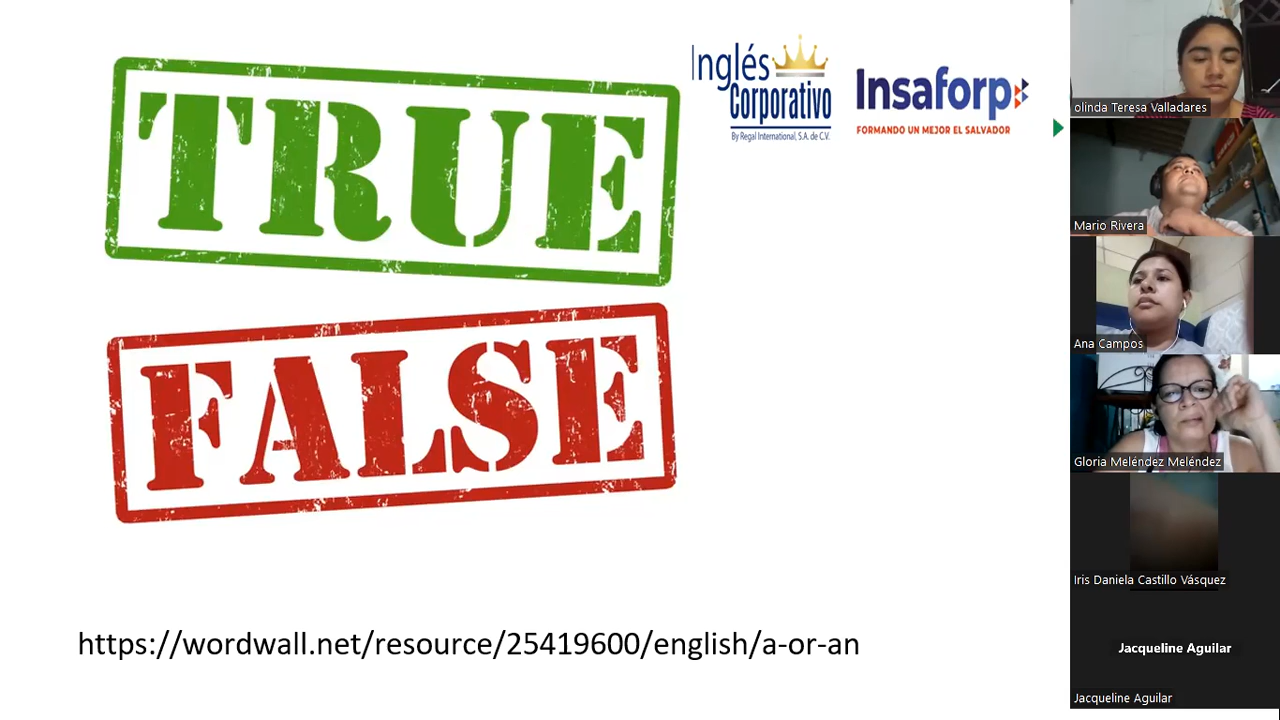 TRUE
FALSE
Inglés
Corporativo
By Regal International, S.A. de C.V.
Insaforp
FORMANDO UN MEJOR EL SALVADOR
https://wordwall.net/resource/25419600/english/a-or-an
olinda Teresa Valladares
Mario Rivera
Ana Campos
Gloria Meléndez Meléndez
Iris Daniela Castillo Vásquez
Jacqueline Aguilar
Jacqueline Aguilar